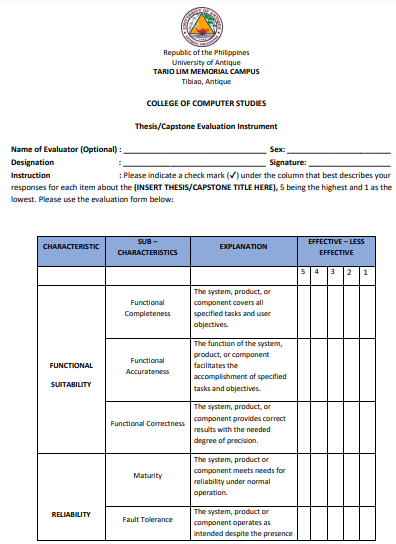 Republic of the Philippines
University of Antique
TARIO LIM MEMORIAL CAMPUS
Tibiao, Antique
COLLEGE OF COMPUTER STUDIES
Thesis/Capstone Evaluation Instrument
Name of Evaluator (Optional) : ______________________ Sex: ______________
Designation : ______________________ Signature: ______________
Instruction : Please indicate a check mark (✓) under the column that best describes your
responses for each item about the (INSERT THESIS/CAPSTONE TITLE HERE), 5 being the highest and 1 as the
lowest. Please use the evaluation form below:
CHARACTERISTIC
SUB –
CHARACTERISTICS
EXPLANATION
EFFECTIVE – LESS
EFFECTIVE
5 4 3 2 1
FUNCTIONAL
SUITABILITY
Functional
Completeness
The system, product, or
component covers all
specified tasks and user
objectives.
Functional
Accurateness
The function of the system,
product, or component
facilitates the
accomplishment of specified
tasks and objectives.
Functional Correctness
The system, product, or
component provides correct
results with the needed
degree of precision.
RELIABILITY
Maturity
The system, product or
component meets needs for
reliability under normal
operation.
Fault Tolerance
The system, product or
component operates as
intended despite the presence